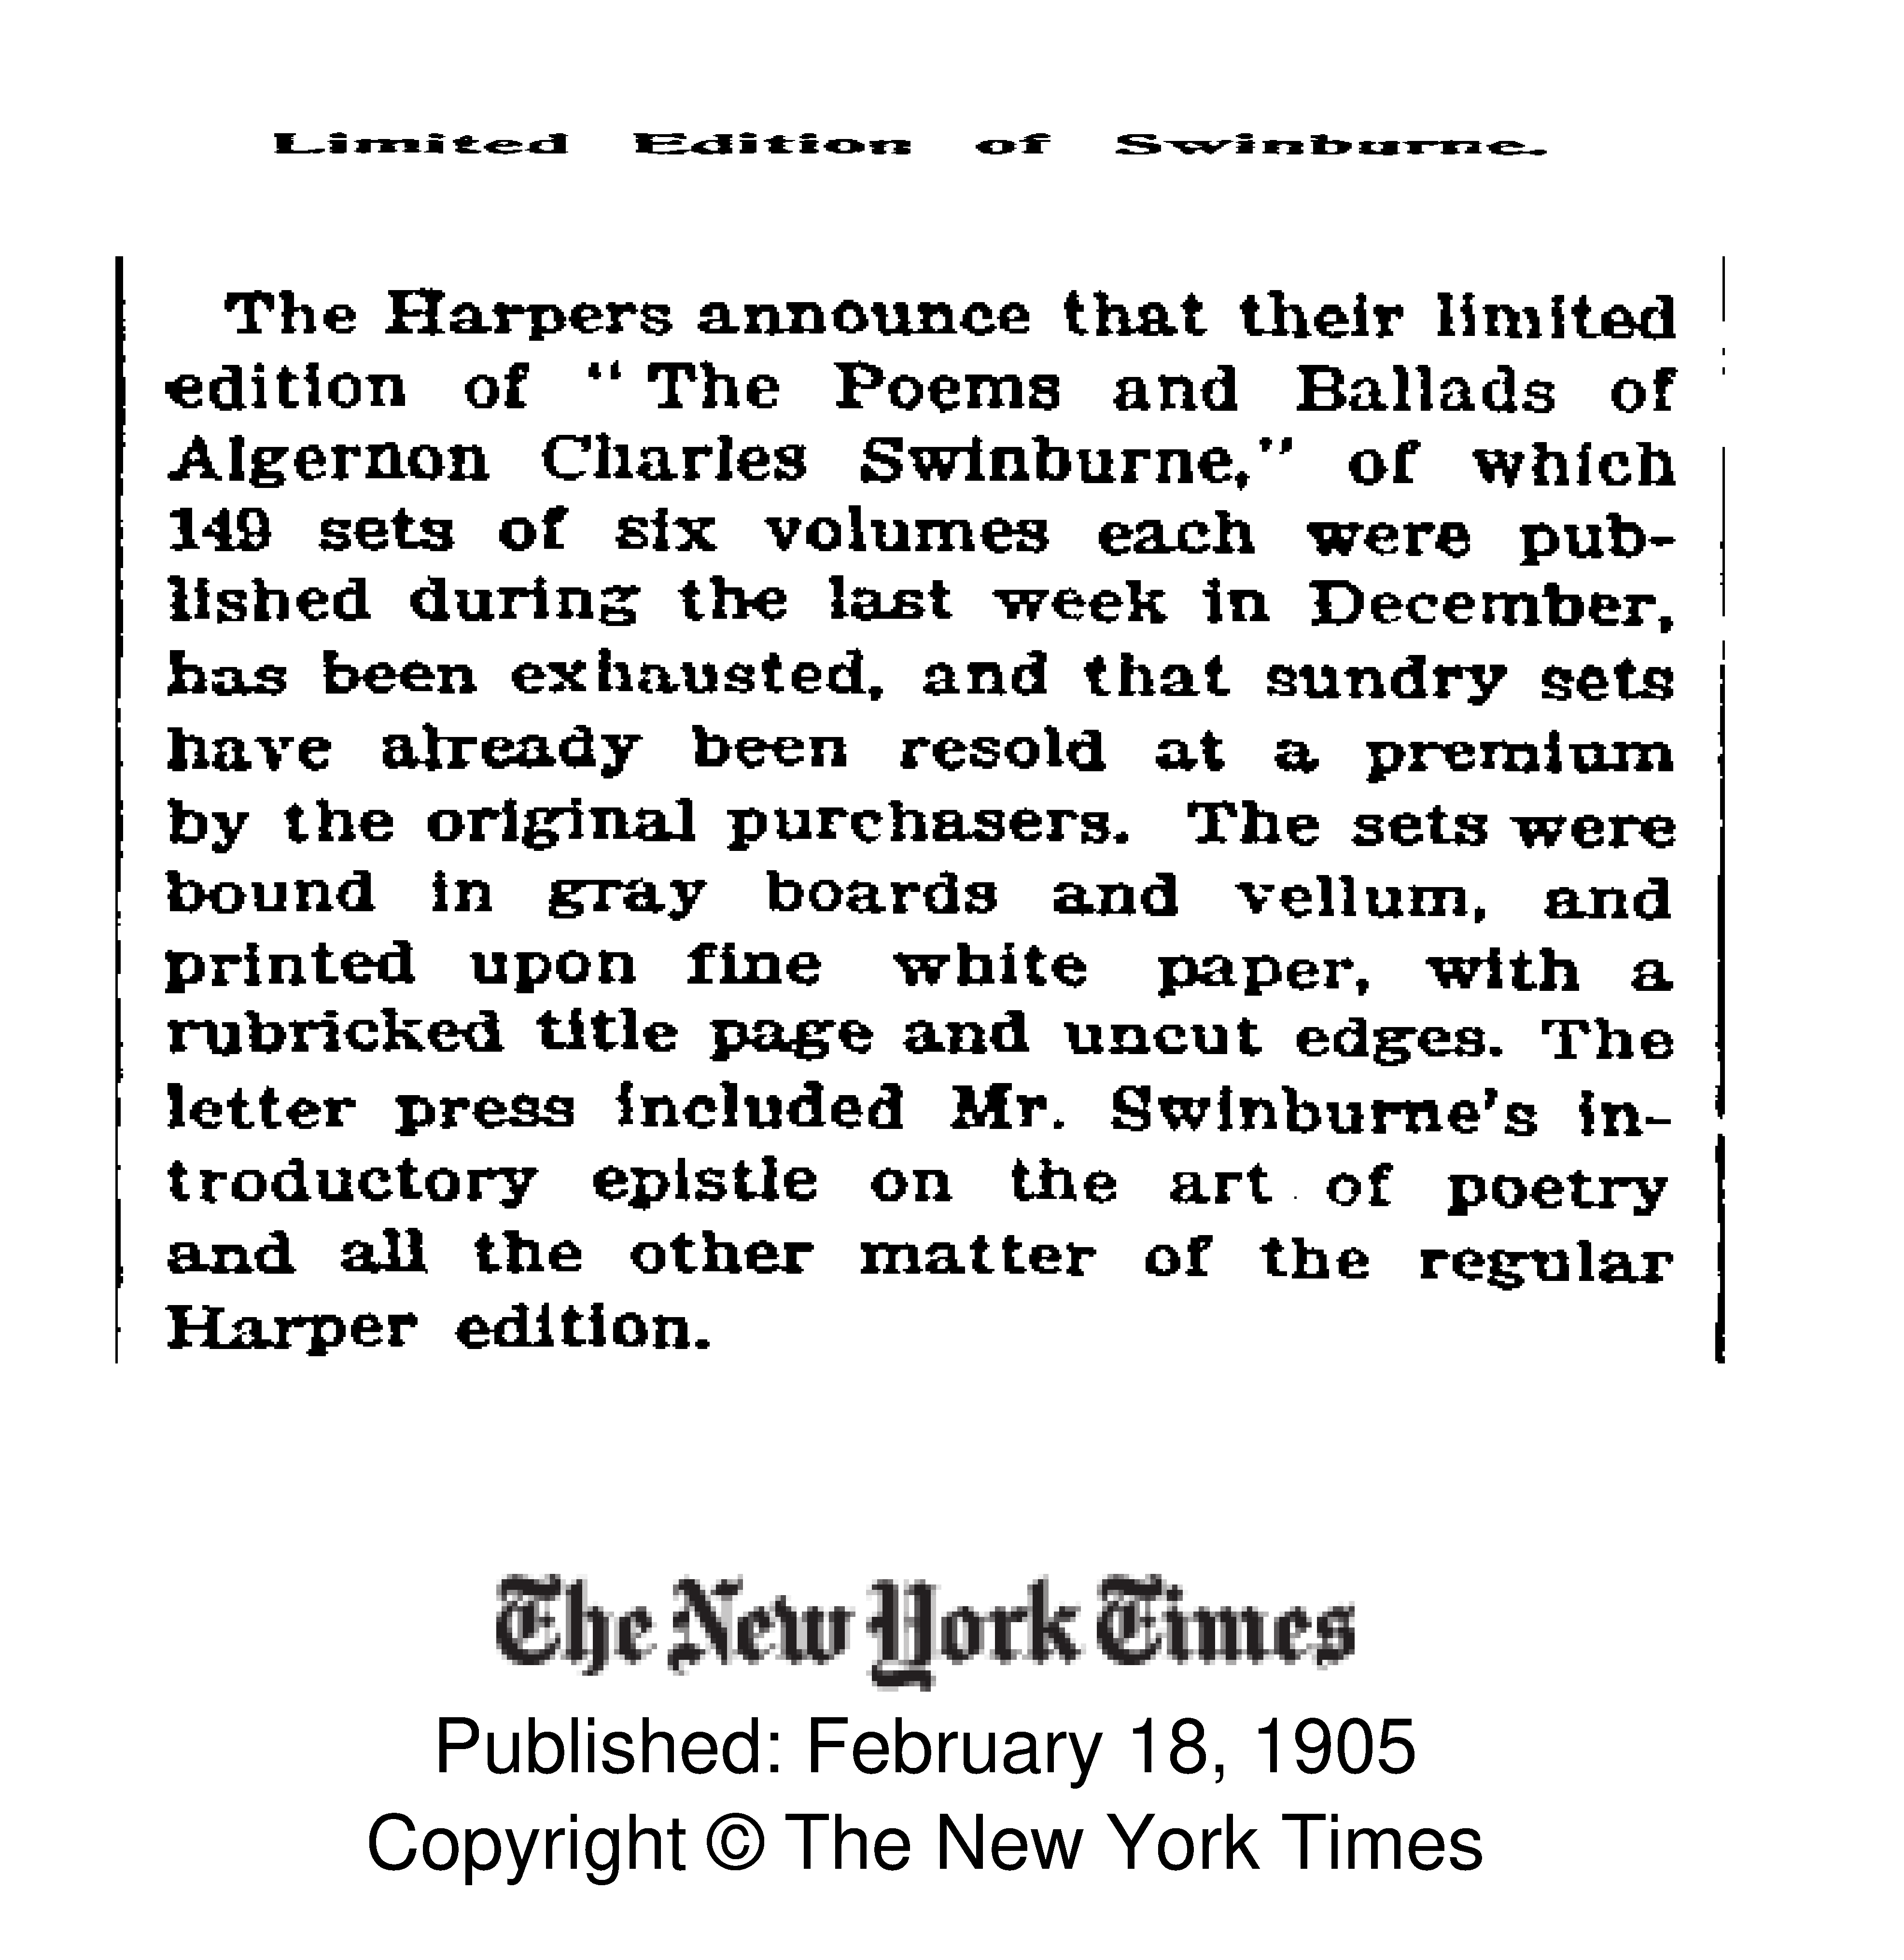 Limited Edition of Swinburne.
The Harpers announce that their limited
edition of " The Poems and Ballads of
Algernon Charles Swinburne," of which
149 sets of six volumes each were pub-
lished during the last week in December,
has been exhausted, and that sundry sets
have already been resold at a premium
by the original purchasers. The sets were
bound in gray boards and vellum, and
printed upon fine white paper, with a
rubricked title page and uncut edges. The
letter press included Mr. Swinburne's in-
troductory epistle on the art of poetry
and all the other matter of the regular
Harper edition.
The New York Times
Published: February 18, 1905
Copyright © The New York Times